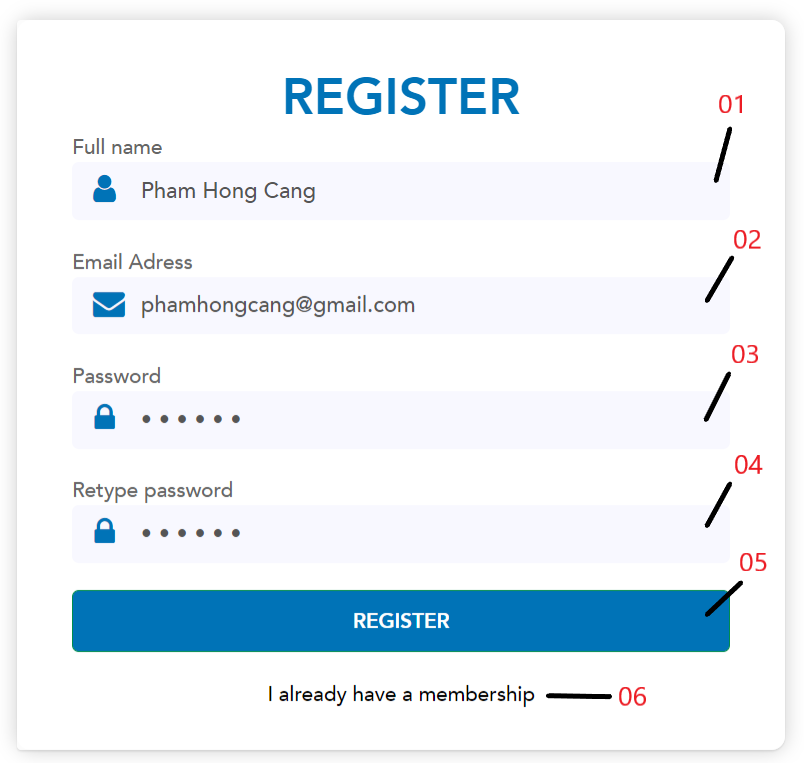 REGISTER
01
Full name
Pham Hong Cang
02
Email Adress
phamhongcang@gmail.com
03
Password
••••••
04
Retype password
••••••
05
REGISTER
I already have a membership 06